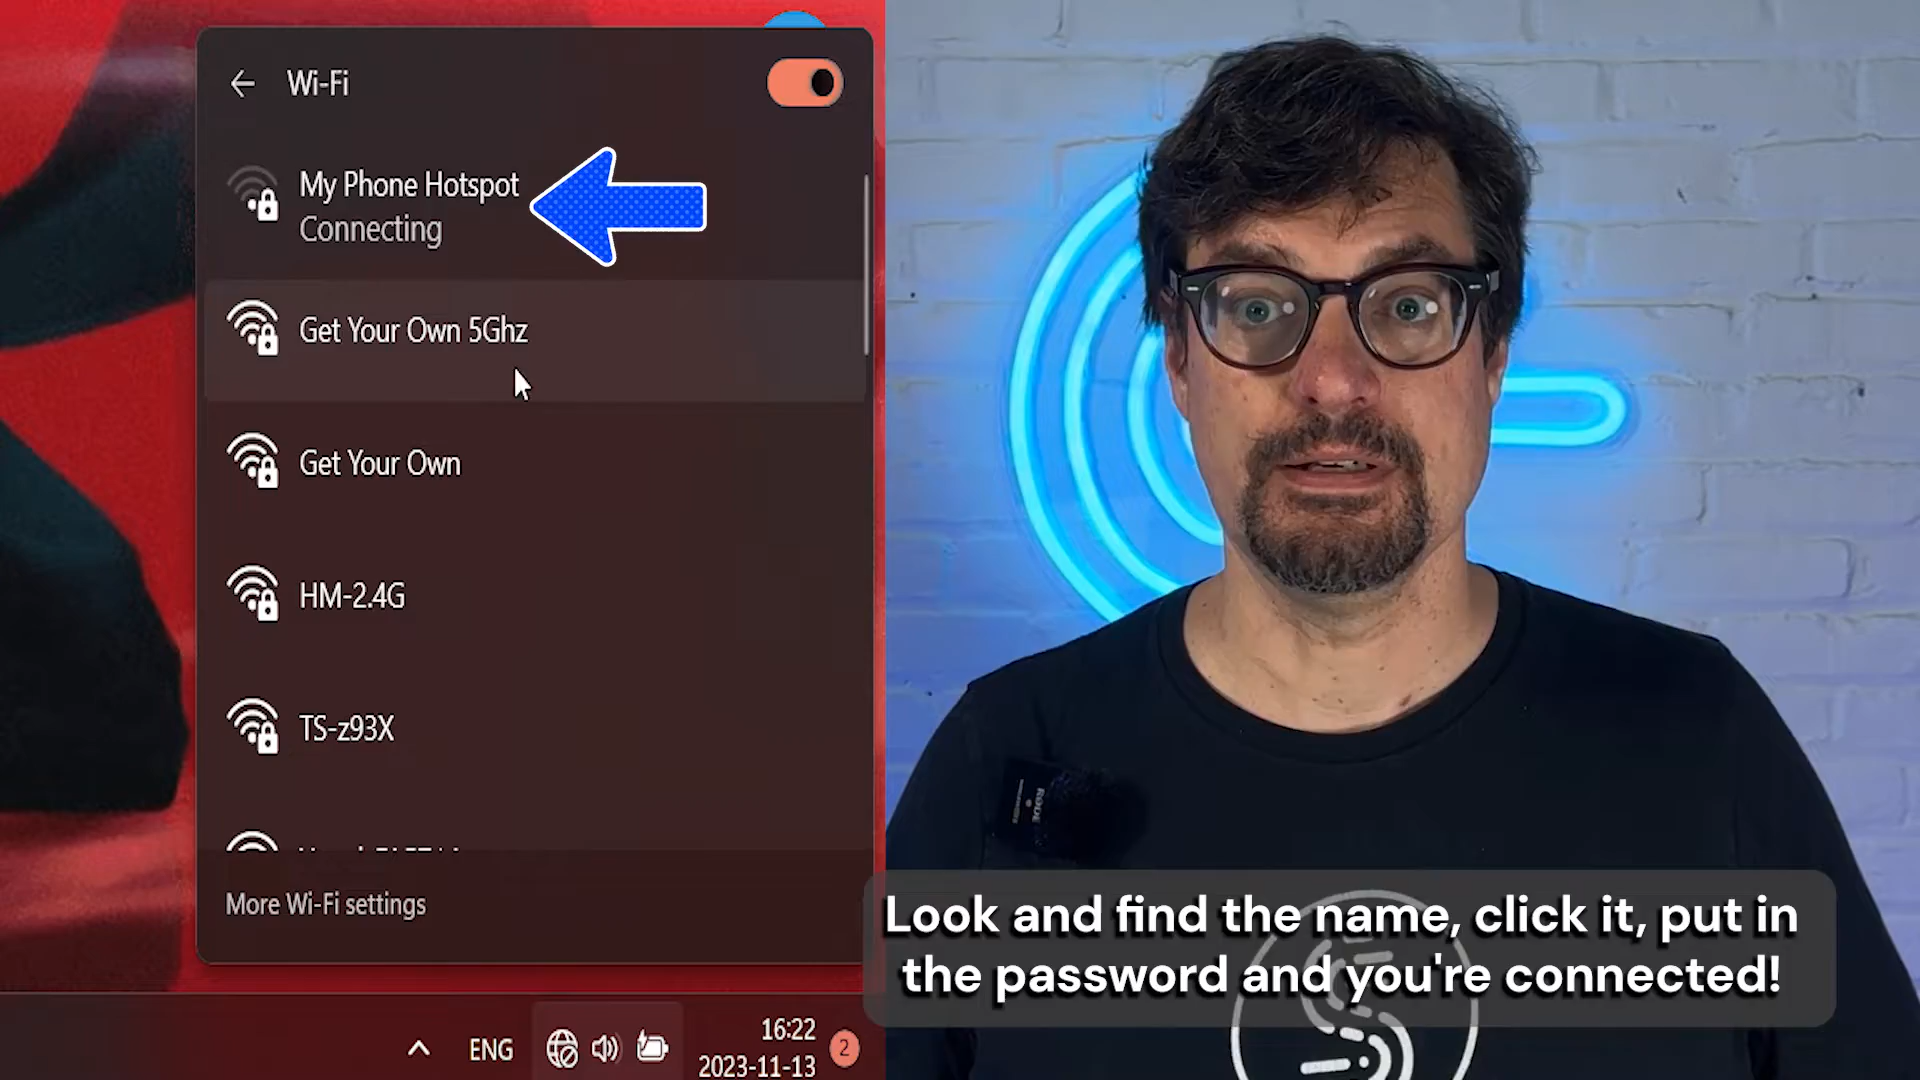 Wi-Fi
My Phone Hotspot
Connecting
Get Your Own 5Ghz
Get Your Own
HM-2.4G
TS-z93X
More Wi-Fi settings
ENG
16:22
2023-11-13
2
RØDE
Look and find the name, click it, put in
the password and you're connected!